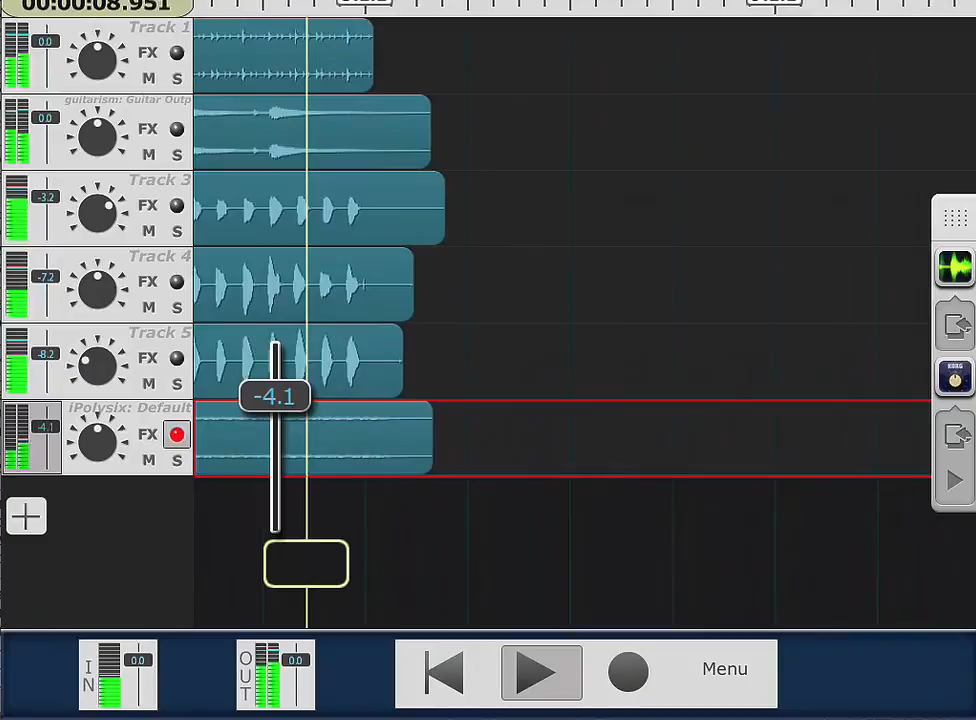 00:00:08.951
Track 1
0.0
FX
M S
guitarism: Guitar Outp
0.0
FX
M S
Track 3
-3.2
FX
M S
Track 4
-7.2
FX
M S
Track 5
-8.2
FX
M S
-4.1
iPolysix: Default
-4.1
FX
M S
KORG
IN
0.0
OUT
0.0
Menu